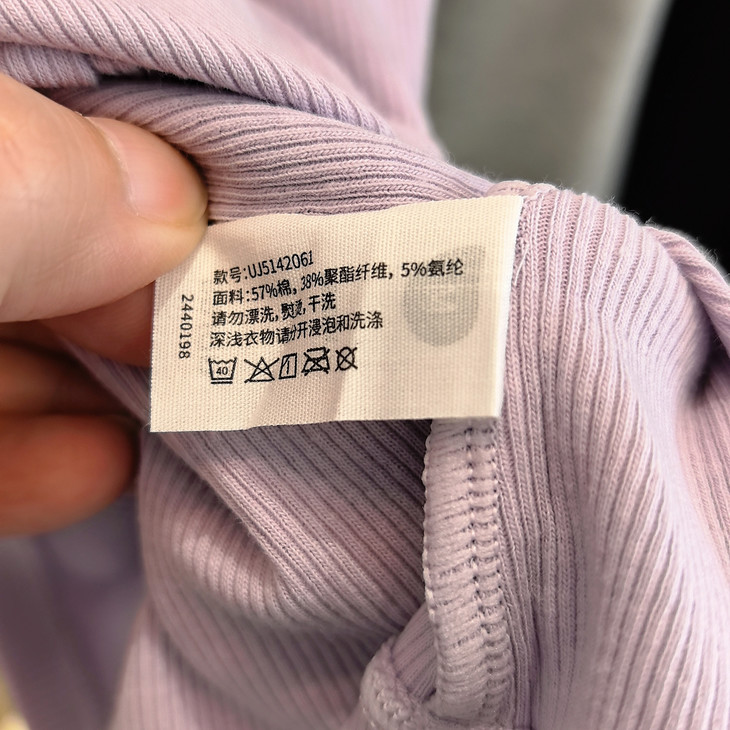 款号:UJ5142061
面料:57%棉, 38%聚酯纤维, 5%氨纶
请勿漂洗, 熨烫, 干洗
深浅衣物请分开浸泡和洗涤
40
2440198